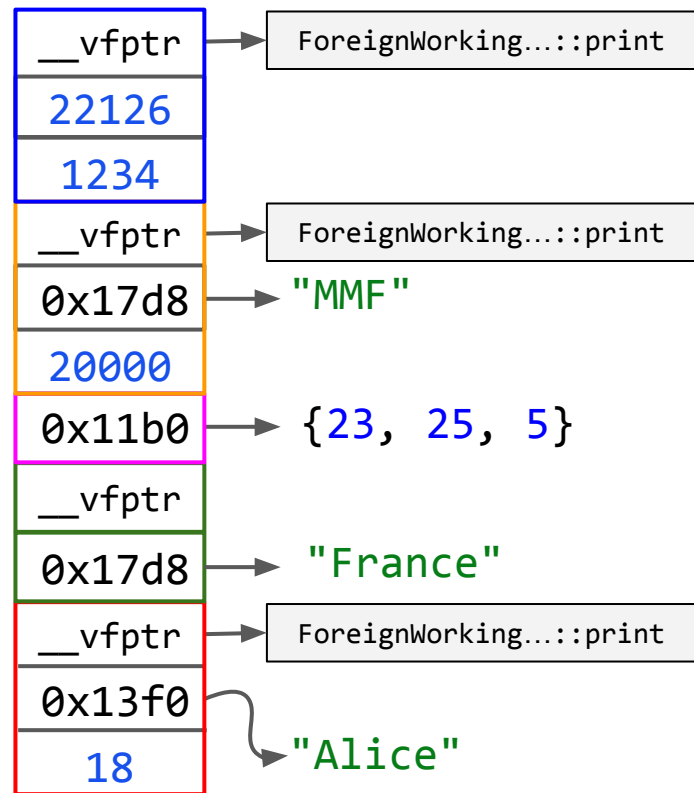 __vfptr ForeignWorking…::print
22126
1234
__vfptr ForeignWorking…::print
0x17d8 "MMF"
20000
0x11b0 {23, 25, 5}
__vfptr
0x17d8 "France"
__vfptr ForeignWorking…::print
0x13f0
18 "Alice"